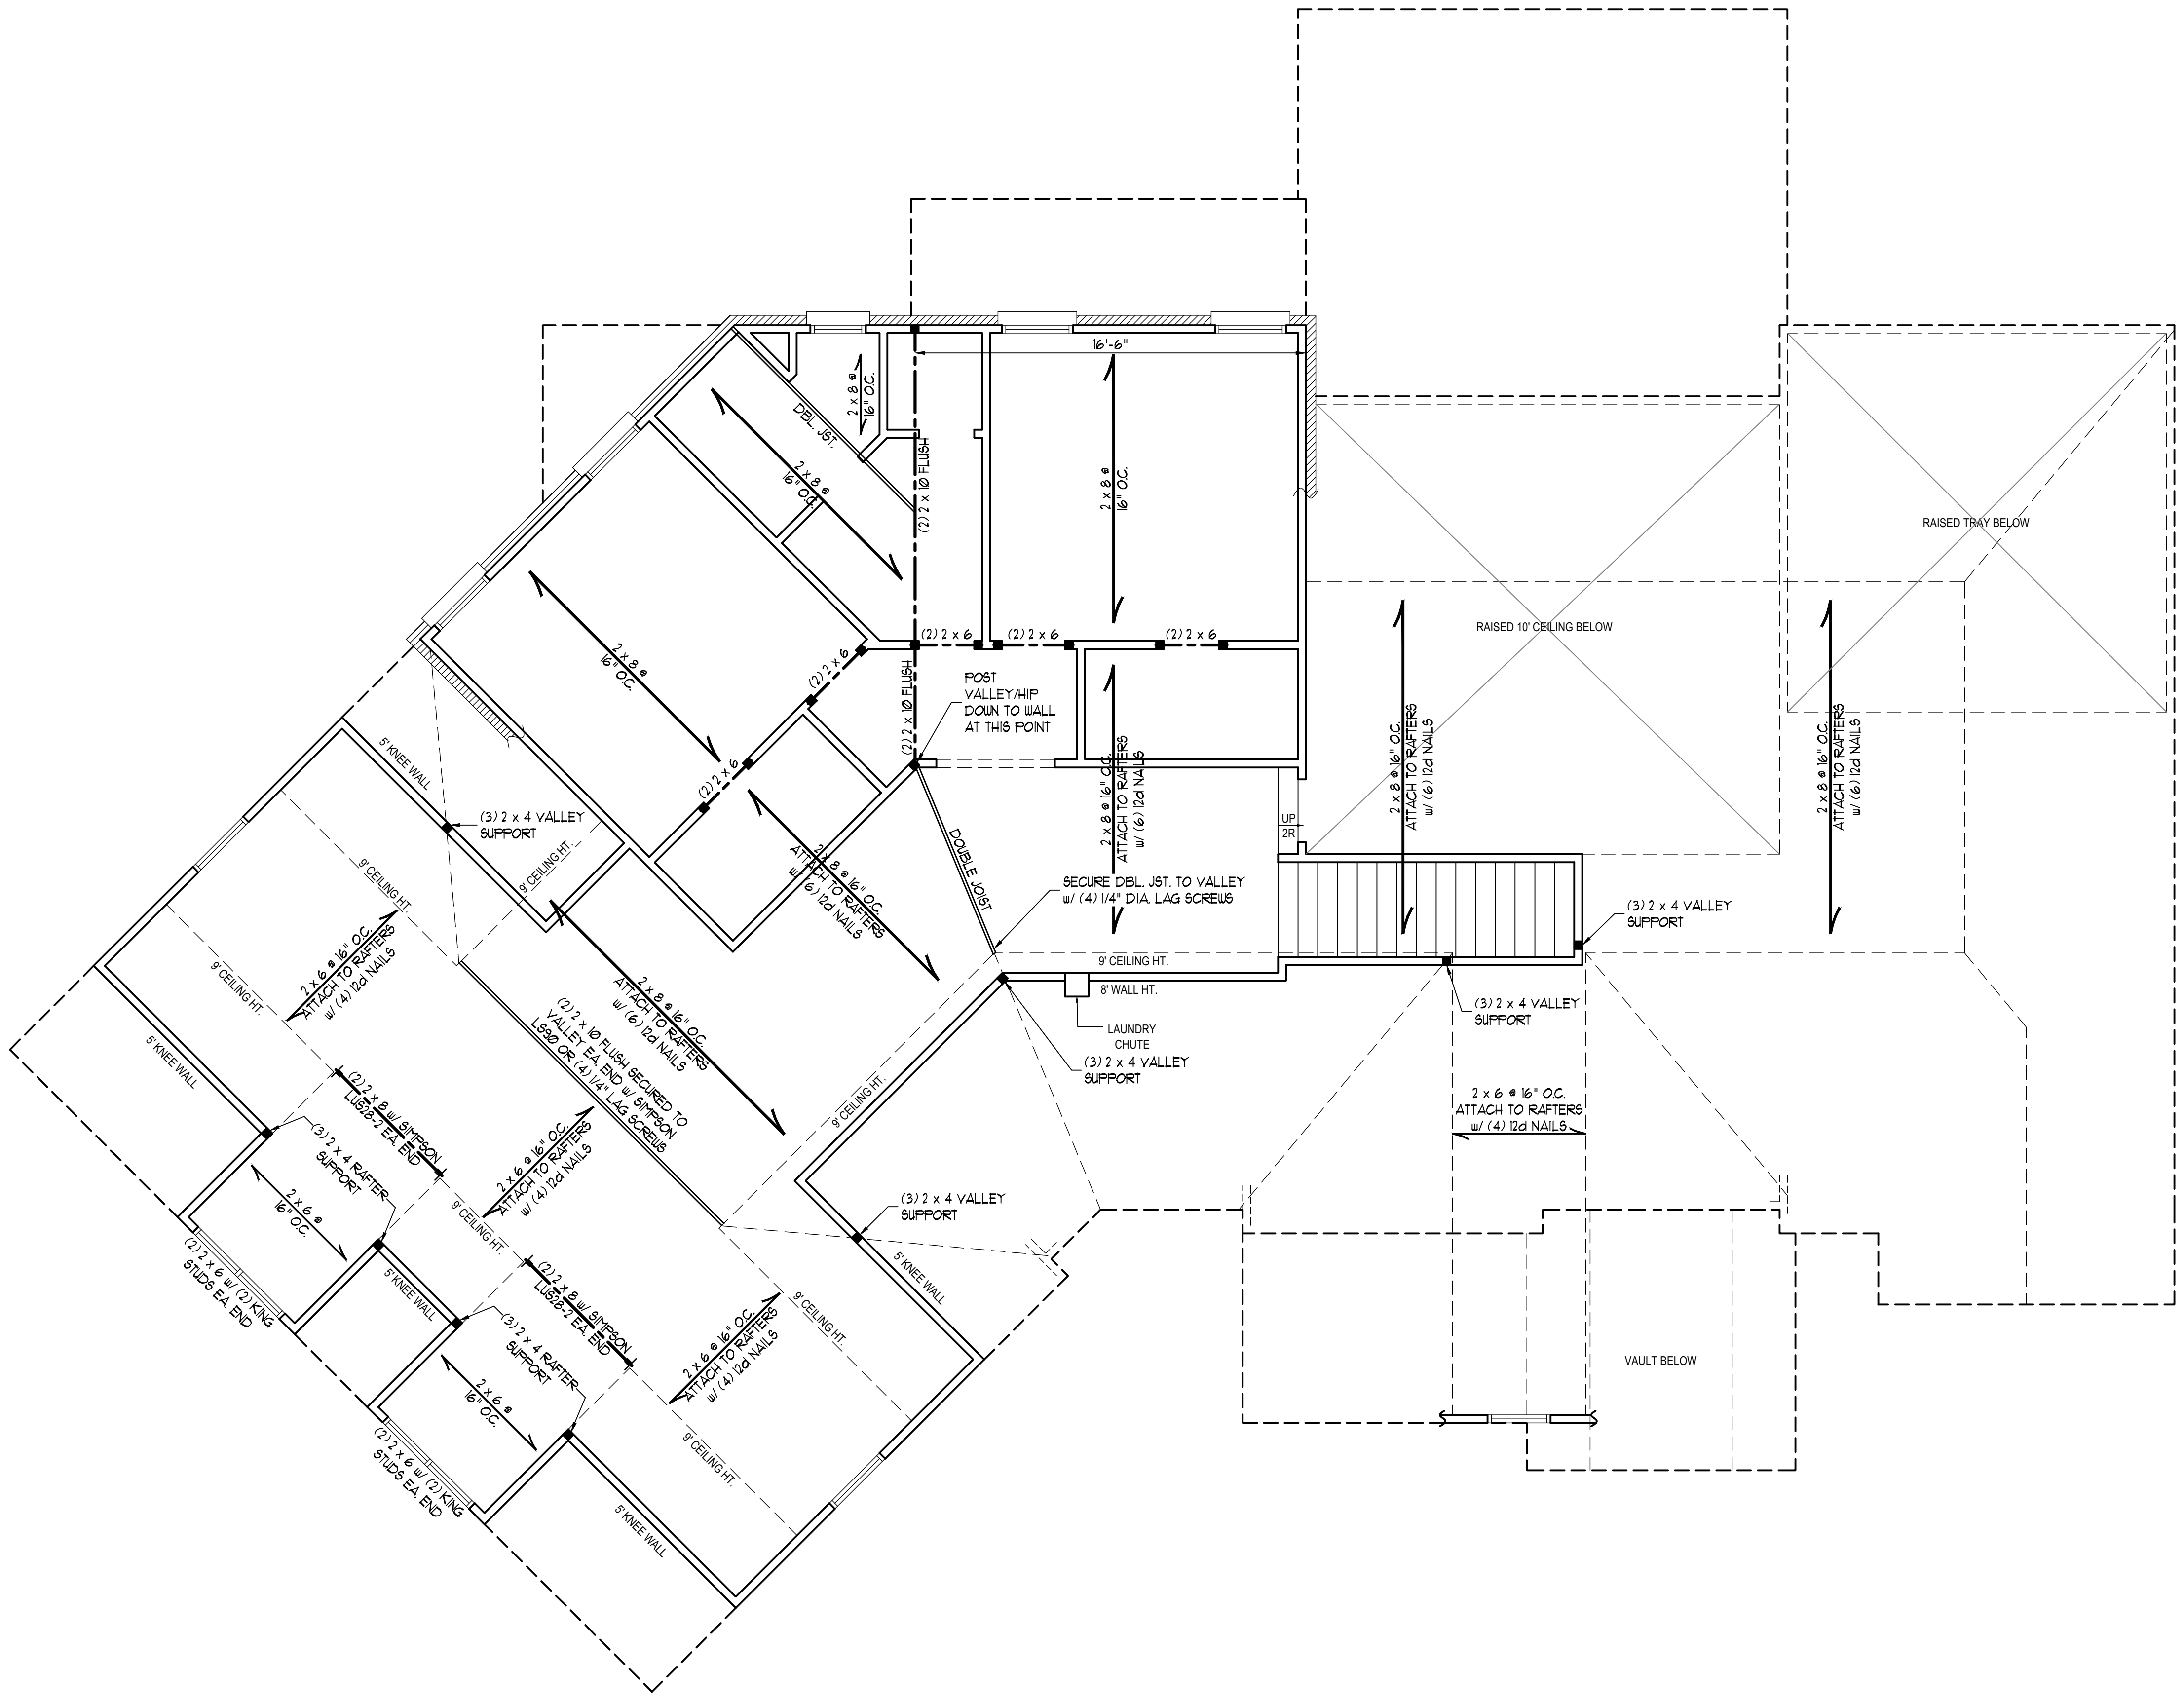 16'-6"
2 x 8 @
16" O.C.
DBL. JST.
2 x 8 @
16" O.C.
(2) 2 x 10 FLUSH
2 x 8 @
16" O.C.
RAISED TRAY BELOW
RAISED 10' CEILING BELOW
2 x 8 @
16" O.C.
(2) 2 x 6
(2) 2 x 6
(2) 2 x 6
(2) 2 x 6
(2) 2 x 6
(2) 2 x 10 FLUSH
POST
VALLEY/HIP
DOWN TO WALL
AT THIS POINT
2 x 8 @ 16" O.C.
ATTACH TO RAFTERS
w/ (6) 12d NAILS
2 x 8 @ 16" O.C.
ATTACH TO RAFTERS
w/ (6) 12d NAILS
2 x 8 @ 16" O.C.
ATTACH TO RAFTERS
w/ (6) 12d NAILS
5' KNEE WALL
(3) 2 x 4 VALLEY
SUPPORT
UP
2R
DOUBLE JOIST
2 x 8 @ 16" O.C.
ATTACH TO RAFTERS
w/ (6) 12d NAILS
9' CEILING HT.
9' CEILING HT.
SECURE DBL. JST. TO VALLEY
w/ (4) 1/4" DIA. LAG SCREWS
(3) 2 x 4 VALLEY
SUPPORT
9' CEILING HT.
8' WALL HT.
2 x 6 @ 16" O.C.
ATTACH TO RAFTERS
w/ (4) 12d NAILS
9' CEILING HT.
2 x 8 @ 16" O.C.
ATTACH TO RAFTERS
w/ (6) 12d NAILS
(2) 2 x 10 FLUSH SECURED TO
VALLEY EA. END w/ SIMPSON
LS90 OR (4) 1/4" LAG SCREWS
LAUNDRY
CHUTE
(3) 2 x 4 VALLEY
SUPPORT
(3) 2 x 4 VALLEY
SUPPORT
5' KNEE WALL
(2) 2 x 8 w/ SIMPSON
LUS28-2 EA. END
9' CEILING HT.
2 x 6 @ 16" O.C.
ATTACH TO RAFTERS
w/ (4) 12d NAILS
2 x 6 @ 16" O.C.
ATTACH TO RAFTERS
w/ (4) 12d NAILS
(3) 2 x 4 RAFTER
SUPPORT
2 x 6 @
16" O.C.
9' CEILING HT.
(3) 2 x 4 VALLEY
SUPPORT
5' KNEE WALL
(2) 2 x 6 w/ (2) KING
STUDS EA. END
5' KNEE WALL
(2) 2 x 8 w/ SIMPSON
LUS28-2 EA. END
2 x 6 @ 16" O.C.
ATTACH TO RAFTERS
w/ (4) 12d NAILS
9' CEILING HT.
(3) 2 x 4 RAFTER
SUPPORT
2 x 6 @
16" O.C.
VAULT BELOW
9' CEILING HT.
(2) 2 x 6 w/ (2) KING
STUDS EA. END
5' KNEE WALL